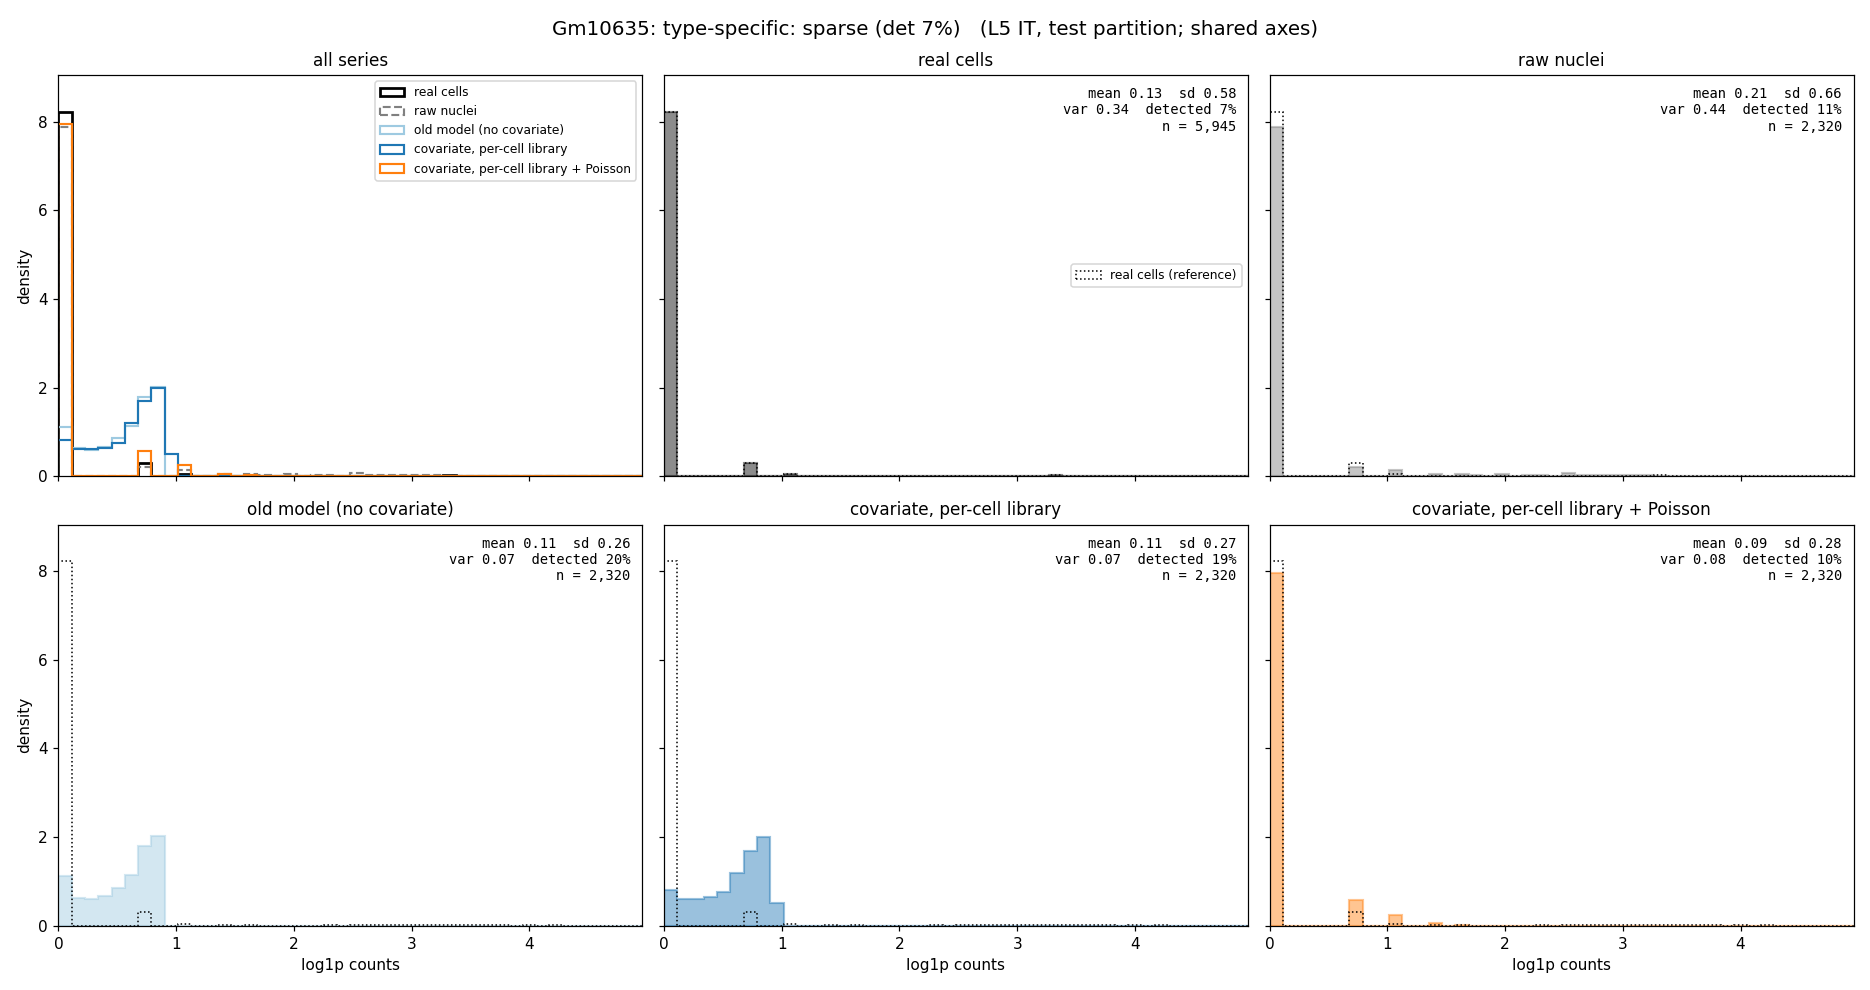 Gm10635: type-specific: sparse (det 7%)   (L5 IT, test partition; shared axes)
all series
real cells
raw nuclei
old model (no covariate)
covariate, per-cell library
covariate, per-cell library + Poisson
density
8
6
4
2
0
real cells
mean 0.13  sd 0.58
var 0.34  detected 7%
n = 5,945
real cells (reference)
raw nuclei
mean 0.21  sd 0.66
var 0.44  detected 11%
n = 2,320
old model (no covariate)
mean 0.11  sd 0.26
var 0.07  detected 20%
n = 2,320
density
8
6
4
2
0
0 1 2 3 4
log1p counts
covariate, per-cell library
mean 0.11  sd 0.27
var 0.07  detected 19%
n = 2,320
0 1 2 3 4
log1p counts
covariate, per-cell library + Poisson
mean 0.09  sd 0.28
var 0.08  detected 10%
n = 2,320
0 1 2 3 4
log1p counts